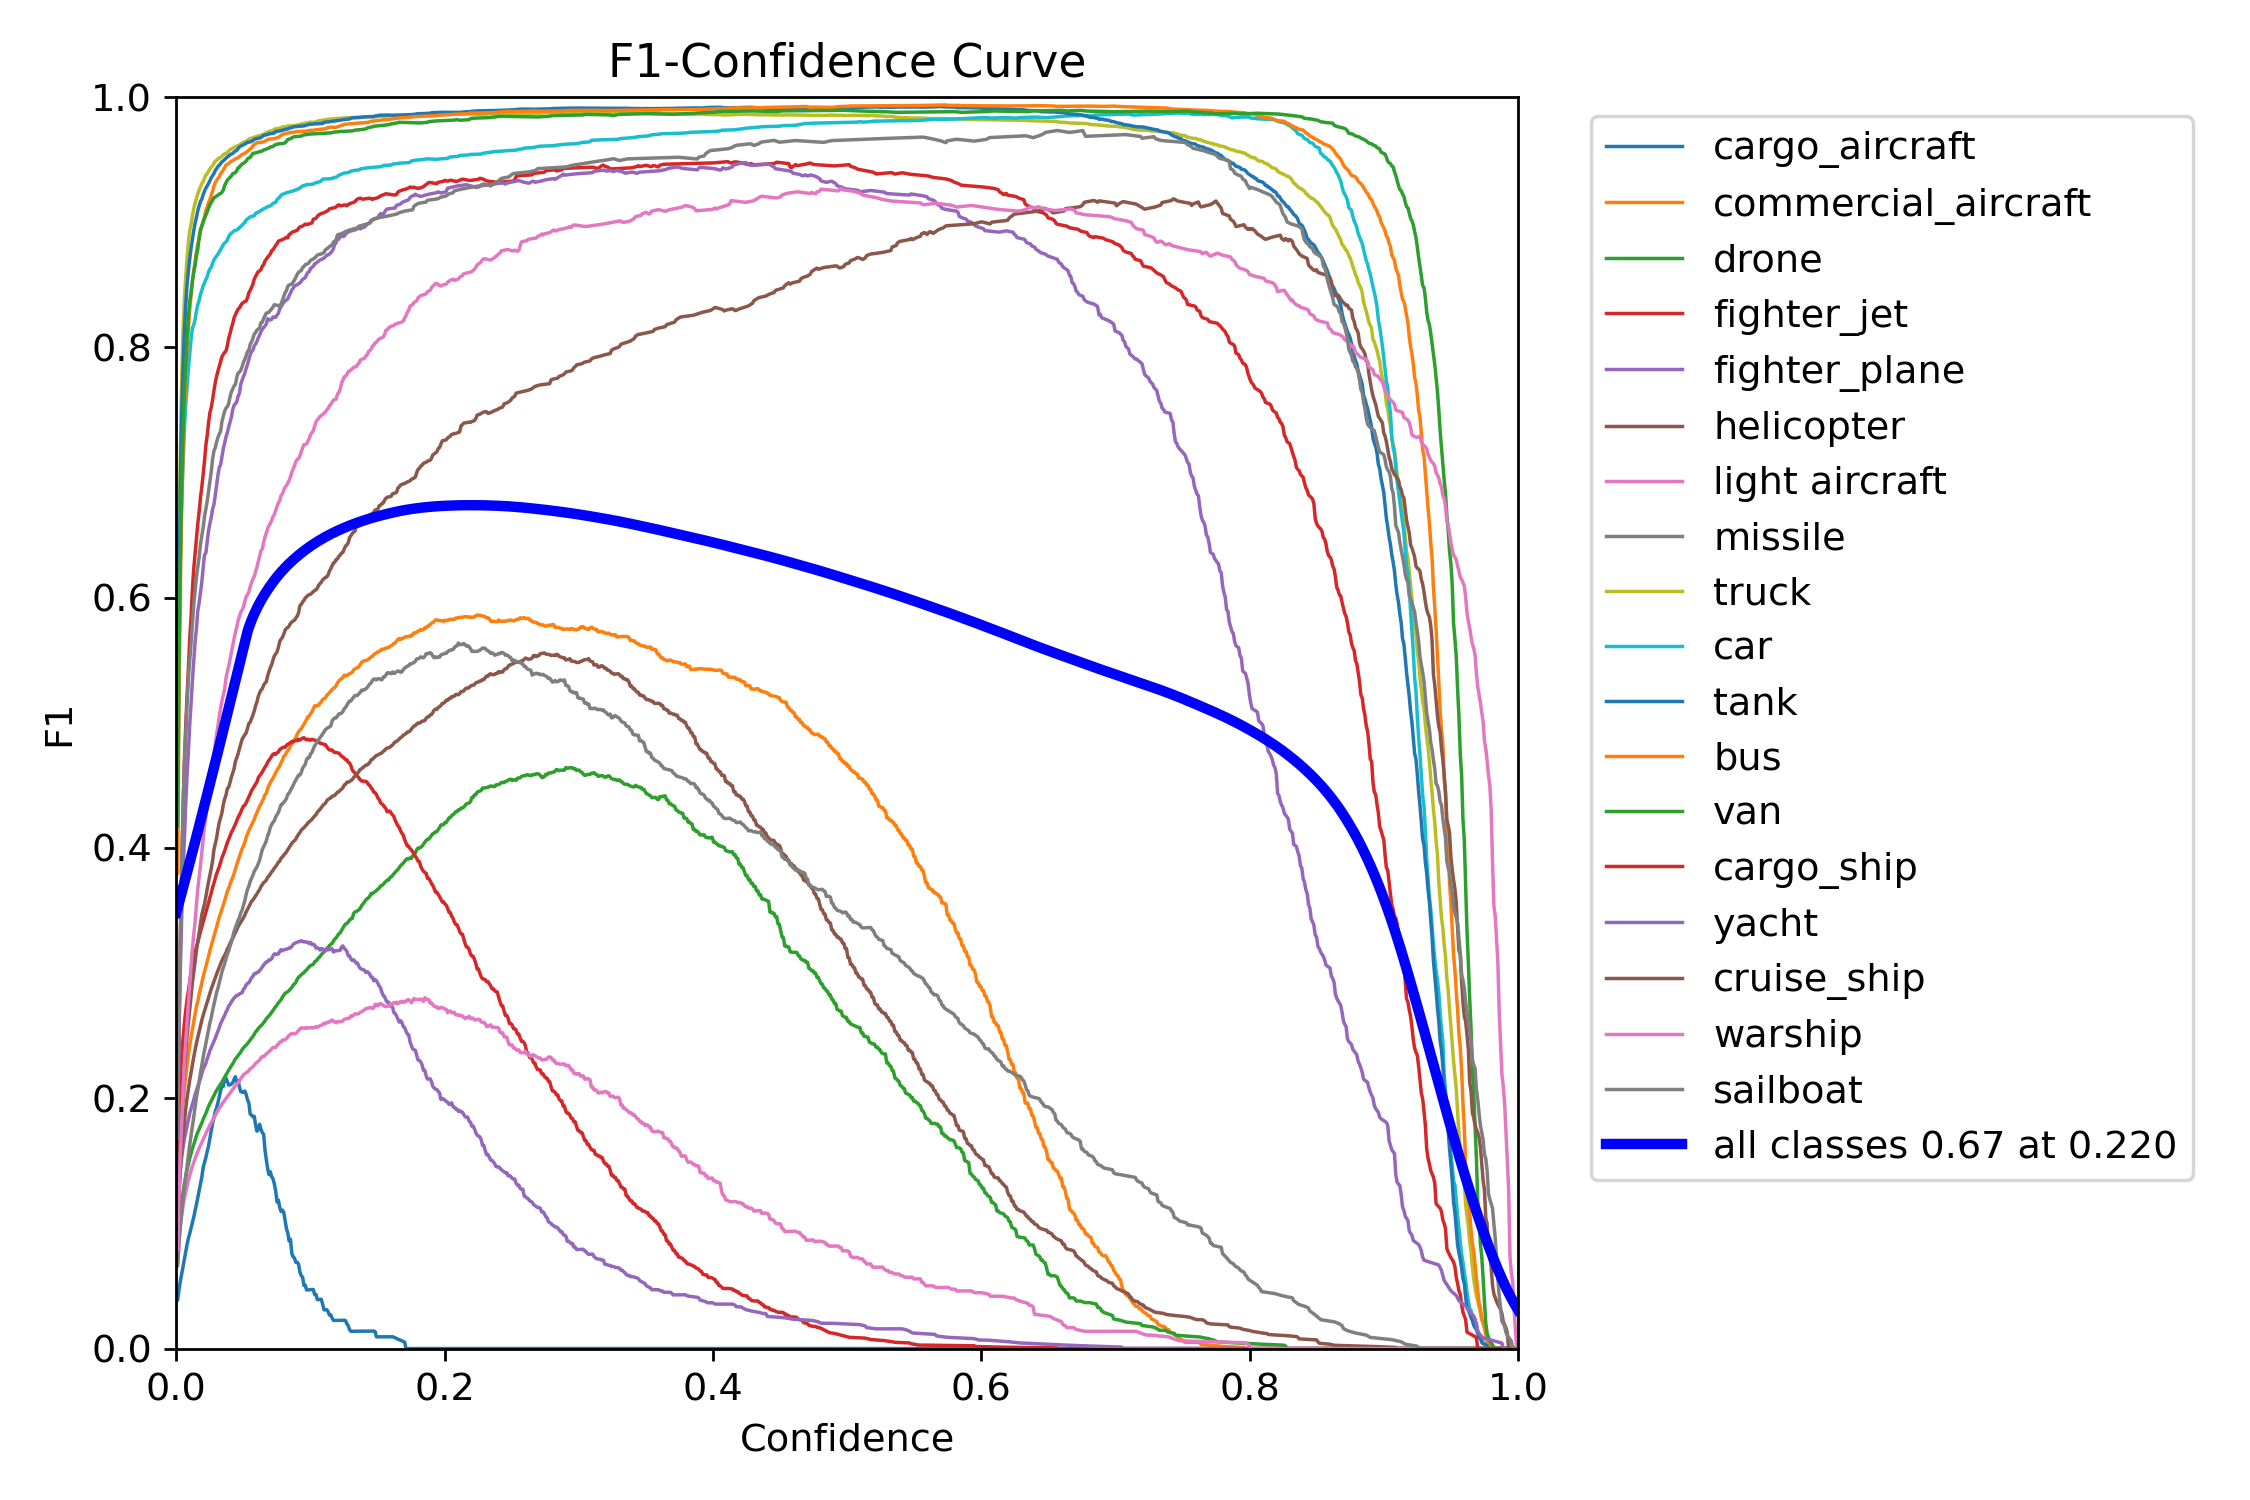 F1-Confidence Curve
1.0
0.8
0.6
0.4
0.2
0.0
F1
0.0 0.2 0.4 0.6 0.8 1.0
Confidence
cargo_aircraft
commercial_aircraft
drone
fighter_jet
fighter_plane
helicopter
light aircraft
missile
truck
car
tank
bus
van
cargo_ship
yacht
cruise_ship
warship
sailboat
all classes 0.67 at 0.220